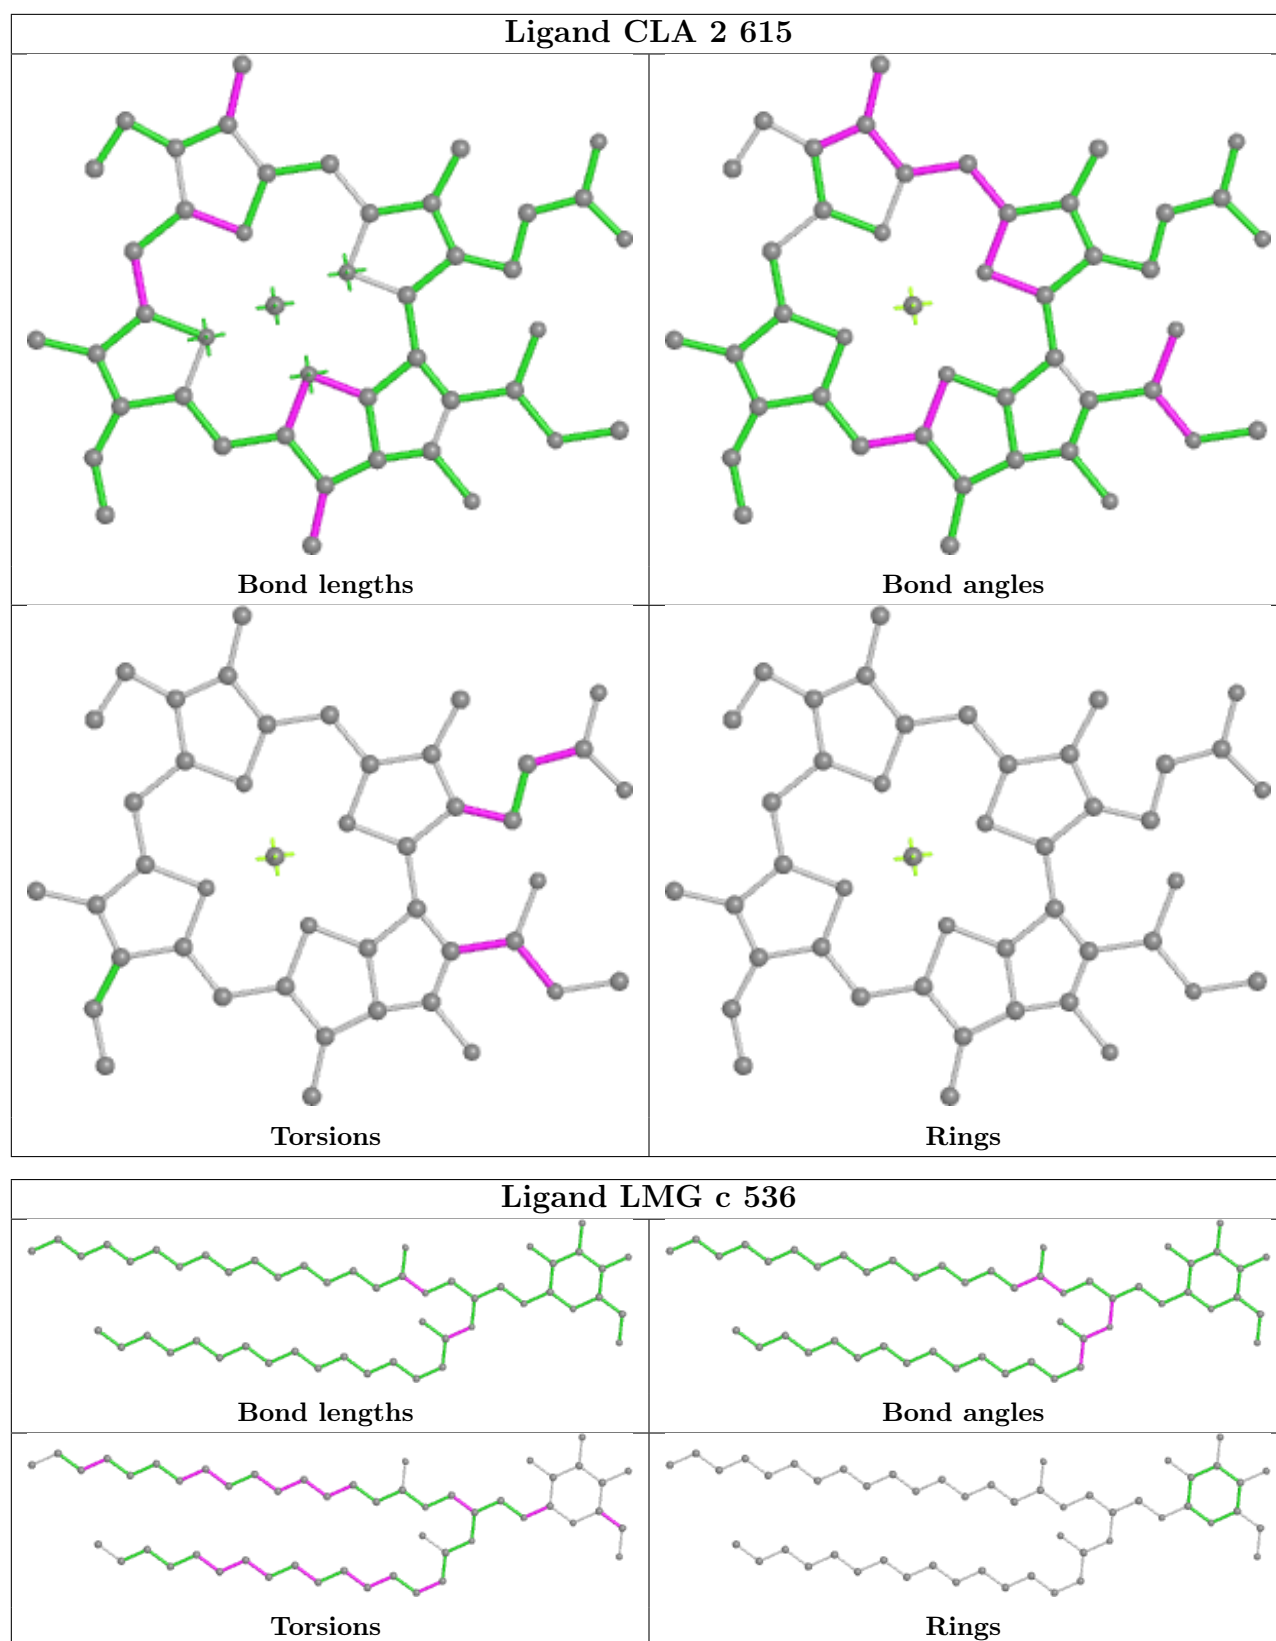 Ligand CLA 2 615
Bond lengths
Bond angles
Torsions
Rings
Ligand LMG c 536
Bond lengths
Bond angles
Torsions
Rings